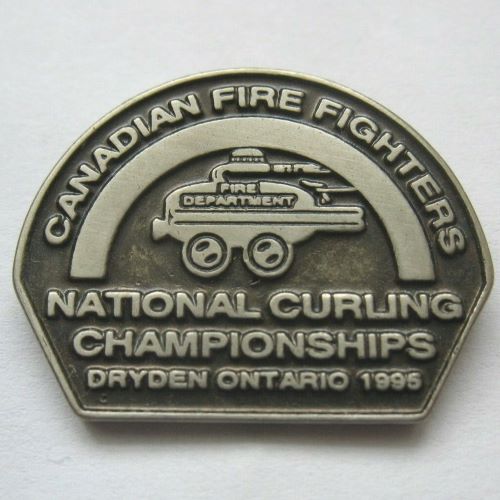 CANADIAN FIRE FIGHTERS
FIRE
DEPARTMENT
NATIONAL CURLING
CHAMPIONSHIPS
DRYDEN ONTARIO 1995